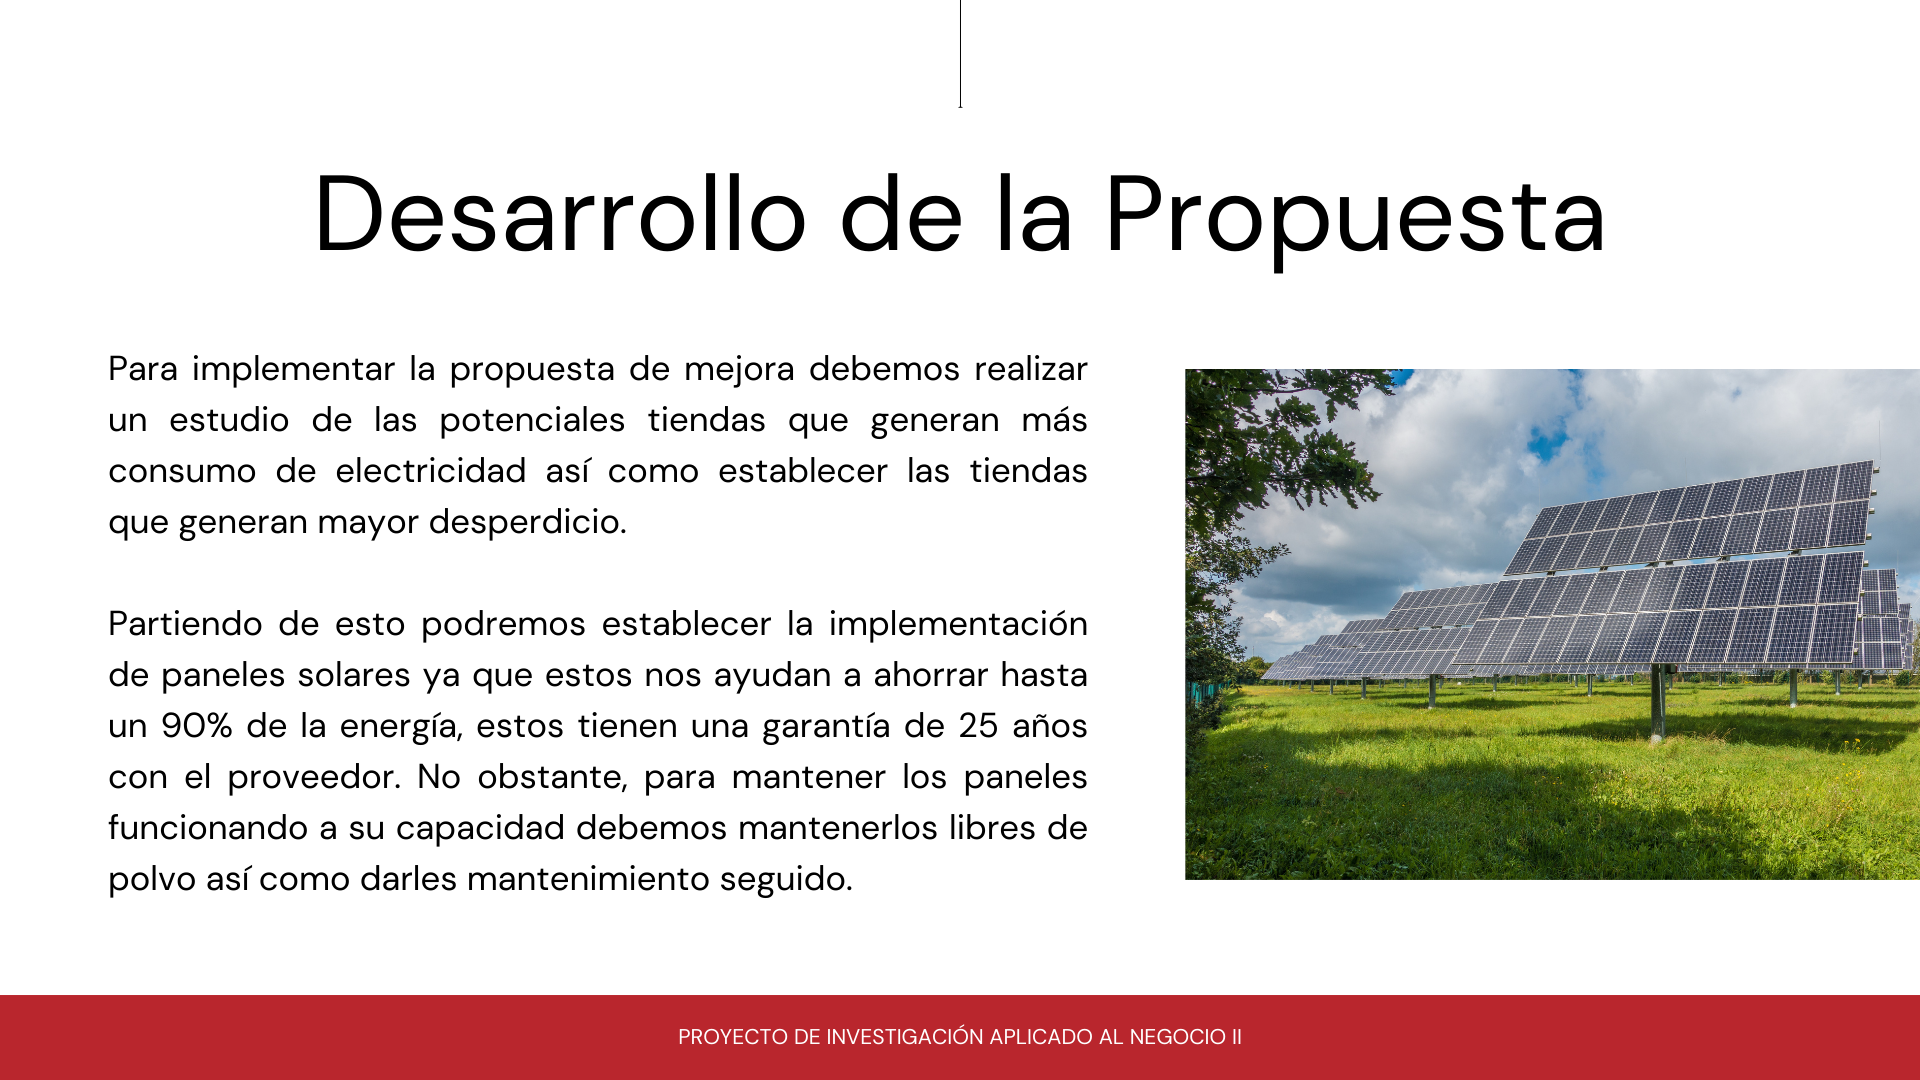 Desarrollo de la Propuesta
Para implementar la propuesta de mejora debemos realizar
un estudio de las potenciales tiendas que generan más
consumo de electricidad así como establecer las tiendas
que generan mayor desperdicio.
Partiendo de esto podremos establecer la implementación
de paneles solares ya que estos nos ayudan a ahorrar hasta
un 90% de la energía, estos tienen una garantía de 25 años
con el proveedor. No obstante, para mantener los paneles
funcionando a su capacidad debemos mantenerlos libres de
polvo así como darles mantenimiento seguido.
PROYECTO DE INVESTIGACIÓN APLICADO AL NEGOCIO II